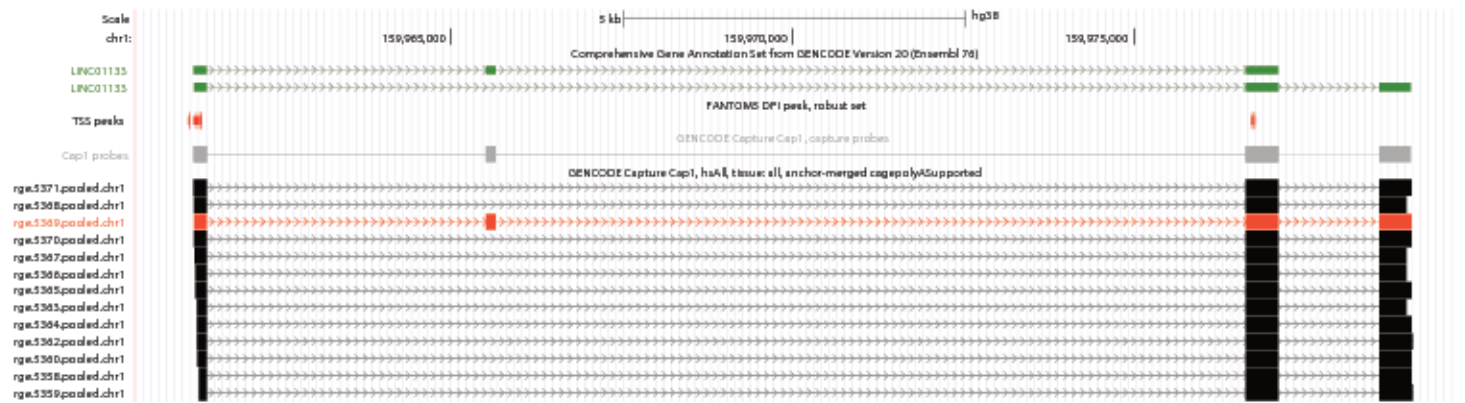 Scale 5 kb hg38
chr1: 159,965,000 159,970,000 159,975,000
Comprehensive Gene Annotation Set from GENCODE Version 20 (Ensembl 76)
LINC01133
LINC01133
FANTOM5 DPI peak, robust set
TSS peaks
GENCODE Capture Cap1, capture probes
Cap1 probes
GENCODE Capture Cap1, hsAll, tissue: all, anchor-merged cagepolyASupported
rge.5371.pooled.chr1
rge.5368.pooled.chr1
rge.5369.pooled.chr1
rge.5370.pooled.chr1
rge.5367.pooled.chr1
rge.5366.pooled.chr1
rge.5365.pooled.chr1
rge.5363.pooled.chr1
rge.5364.pooled.chr1
rge.5362.pooled.chr1
rge.5360.pooled.chr1
rge.5358.pooled.chr1
rge.5359.pooled.chr1